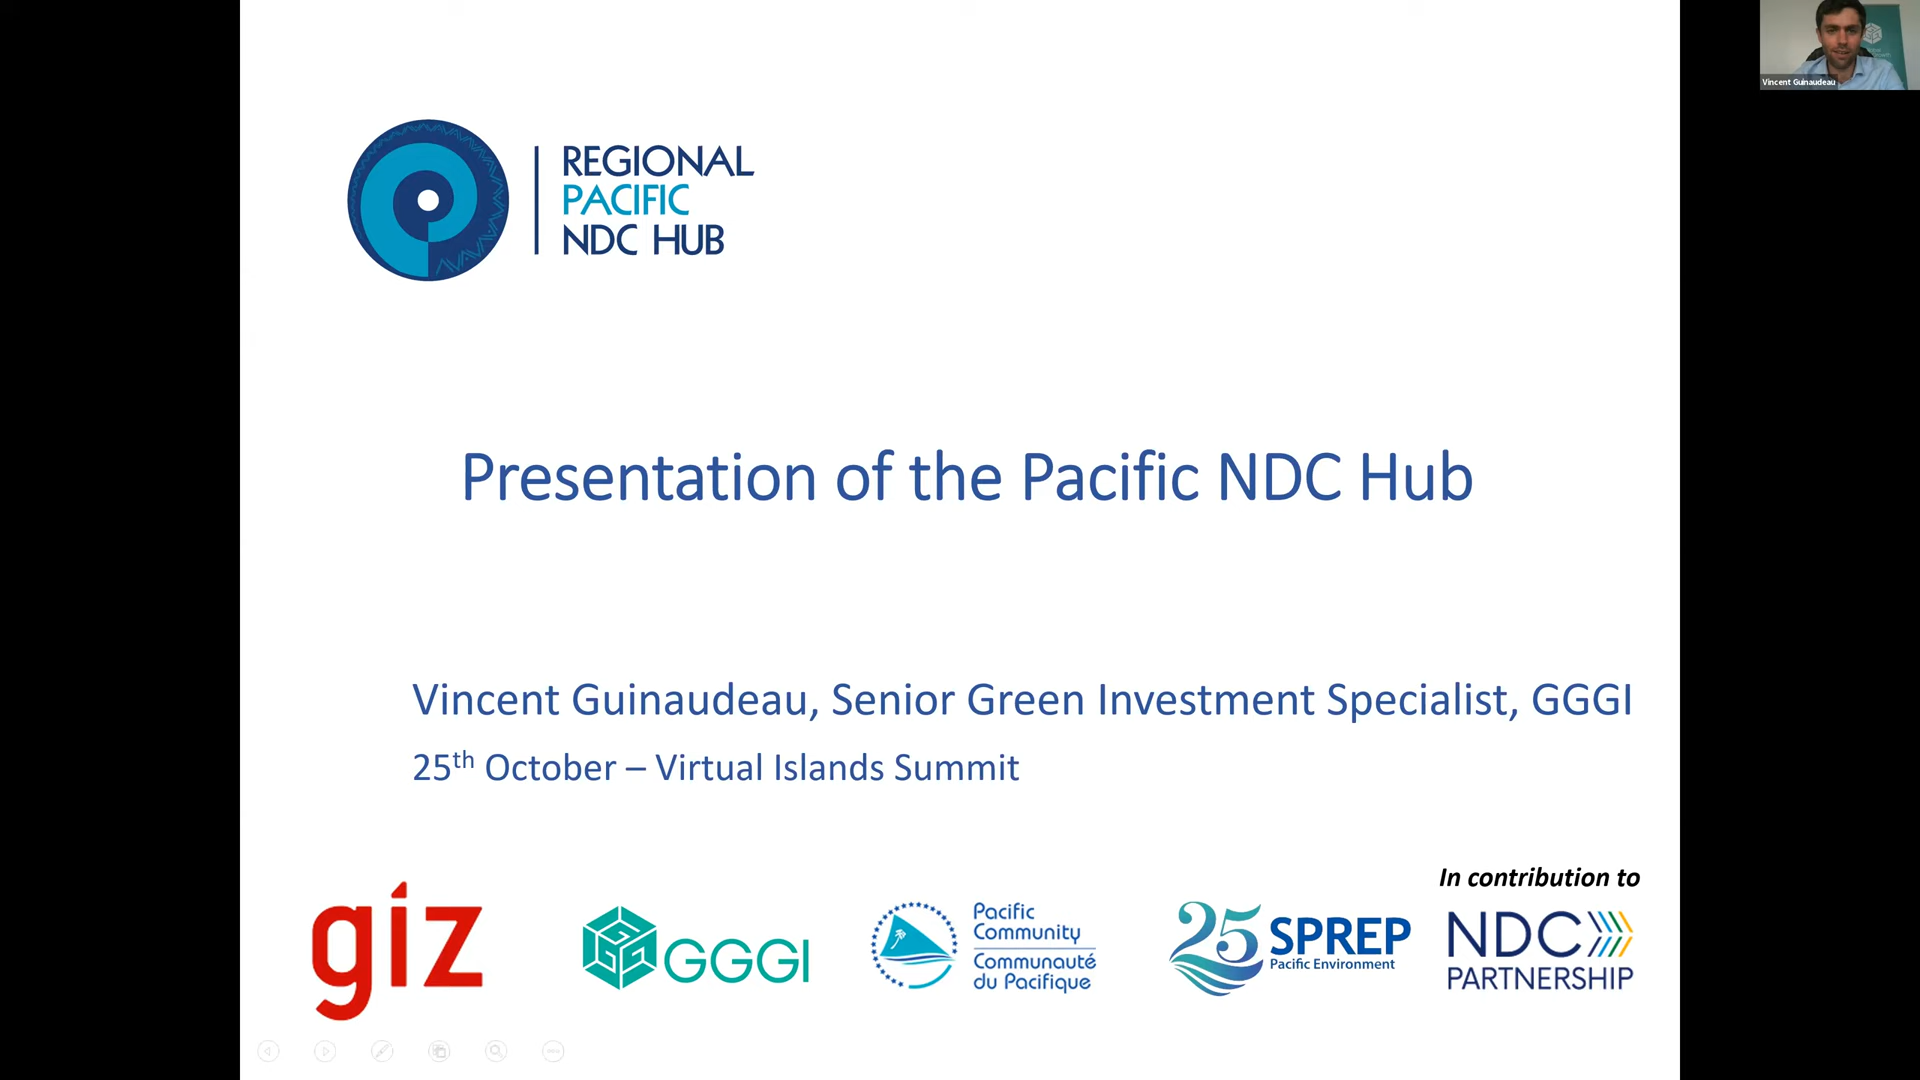 Vincent Guinaudeau
REGIONAL
PACIFIC
NDC HUB
Presentation of the Pacific NDC Hub
Vincent Guinaudeau, Senior Green Investment Specialist, GGGI
25th October – Virtual Islands Summit
In contribution to
giz
GGGI
Pacific
Community
Communauté
du Pacifique
25 SPREP
Pacific Environment
NDC
PARTNERSHIP